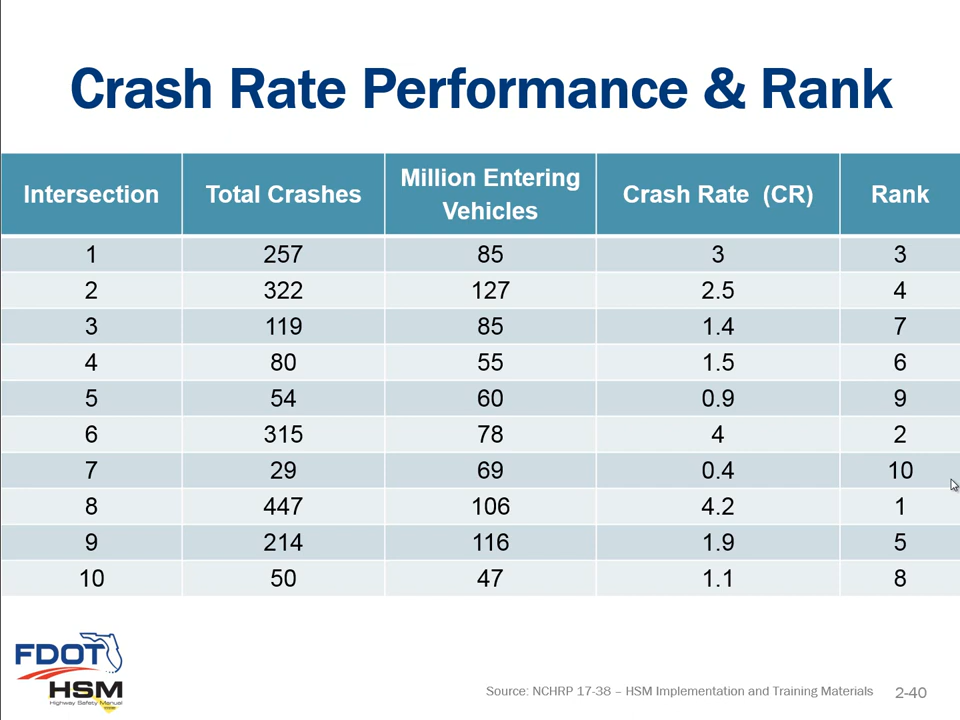 Crash Rate Performance & Rank
Intersection Total Crashes Million Entering Vehicles Crash Rate (CR) Rank
1 257 85 3 3
2 322 127 2.5 4
3 119 85 1.4 7
4 80 55 1.5 6
5 54 60 0.9 9
6 315 78 4 2
7 29 69 0.4 10
8 447 106 4.2 1
9 214 116 1.9 5
10 50 47 1.1 8
FDOT
HSM
Highway Safety Manual
Source: NCHRP 17-38 – HSM Implementation and Training Materials 2-40